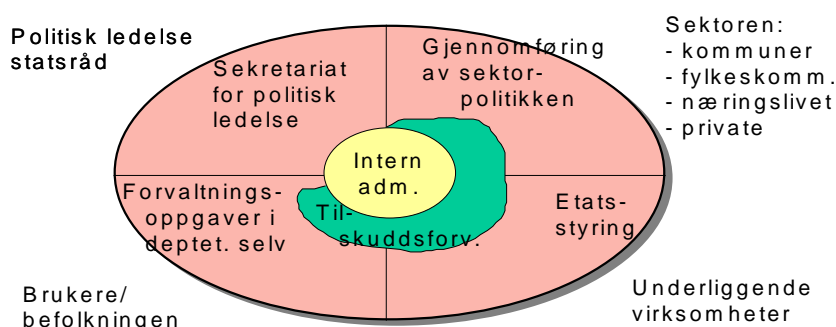 Politisk ledelse
statsråd
Sekretariat
for politisk
ledelse
Gjennomføring
av sektor-
politikken
Sektoren:
- kommuner
- fylkeskomm.
- næringslivet
- private
Intern
adm.
Forvaltnings-
oppgaver i
deptet. selv
Til-
skuddsforv.
Etats-
styring
Brukere/
befolkningen
Underliggende
virksomheter